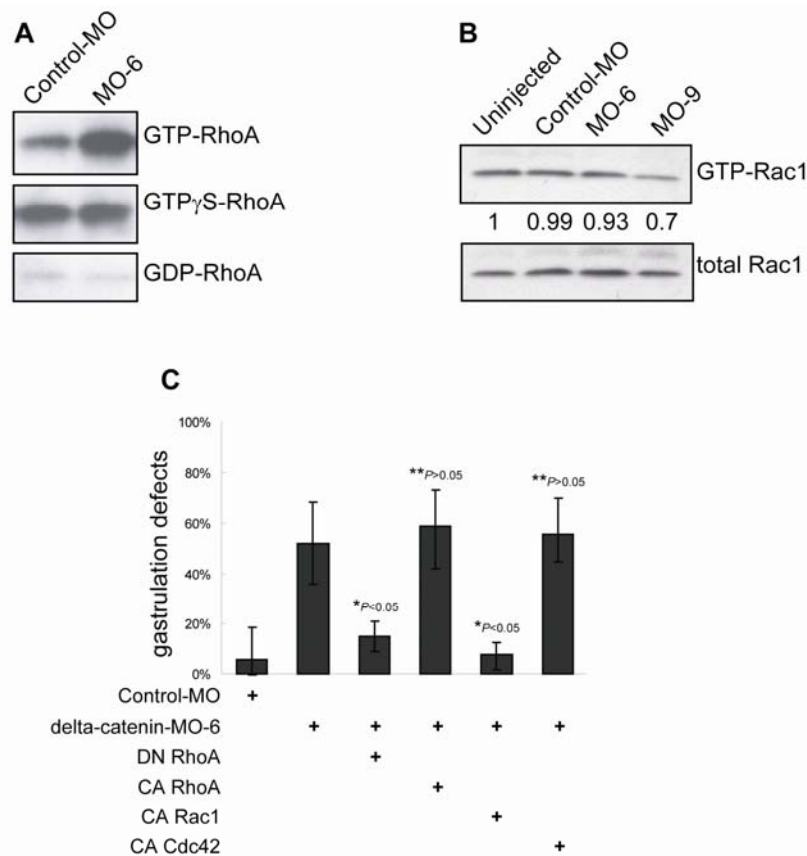 A
Control-MO
MO-6
GTP-RhoA
GTPγS-RhoA
GDP-RhoA
B
Uninjected
Control-MO
MO-6
MO-9
GTP-Rac1
1 0.99 0.93 0.7
total Rac1
C
gastrulation defects
100%
80%
60%
40%
20%
0%
*P<0.05
**P>0.05
*P<0.05
**P>0.05
Control-MO +
delta-catenin-MO-6 + + + + +
DN RhoA +
CA RhoA +
CA Rac1 +
CA Cdc42 +